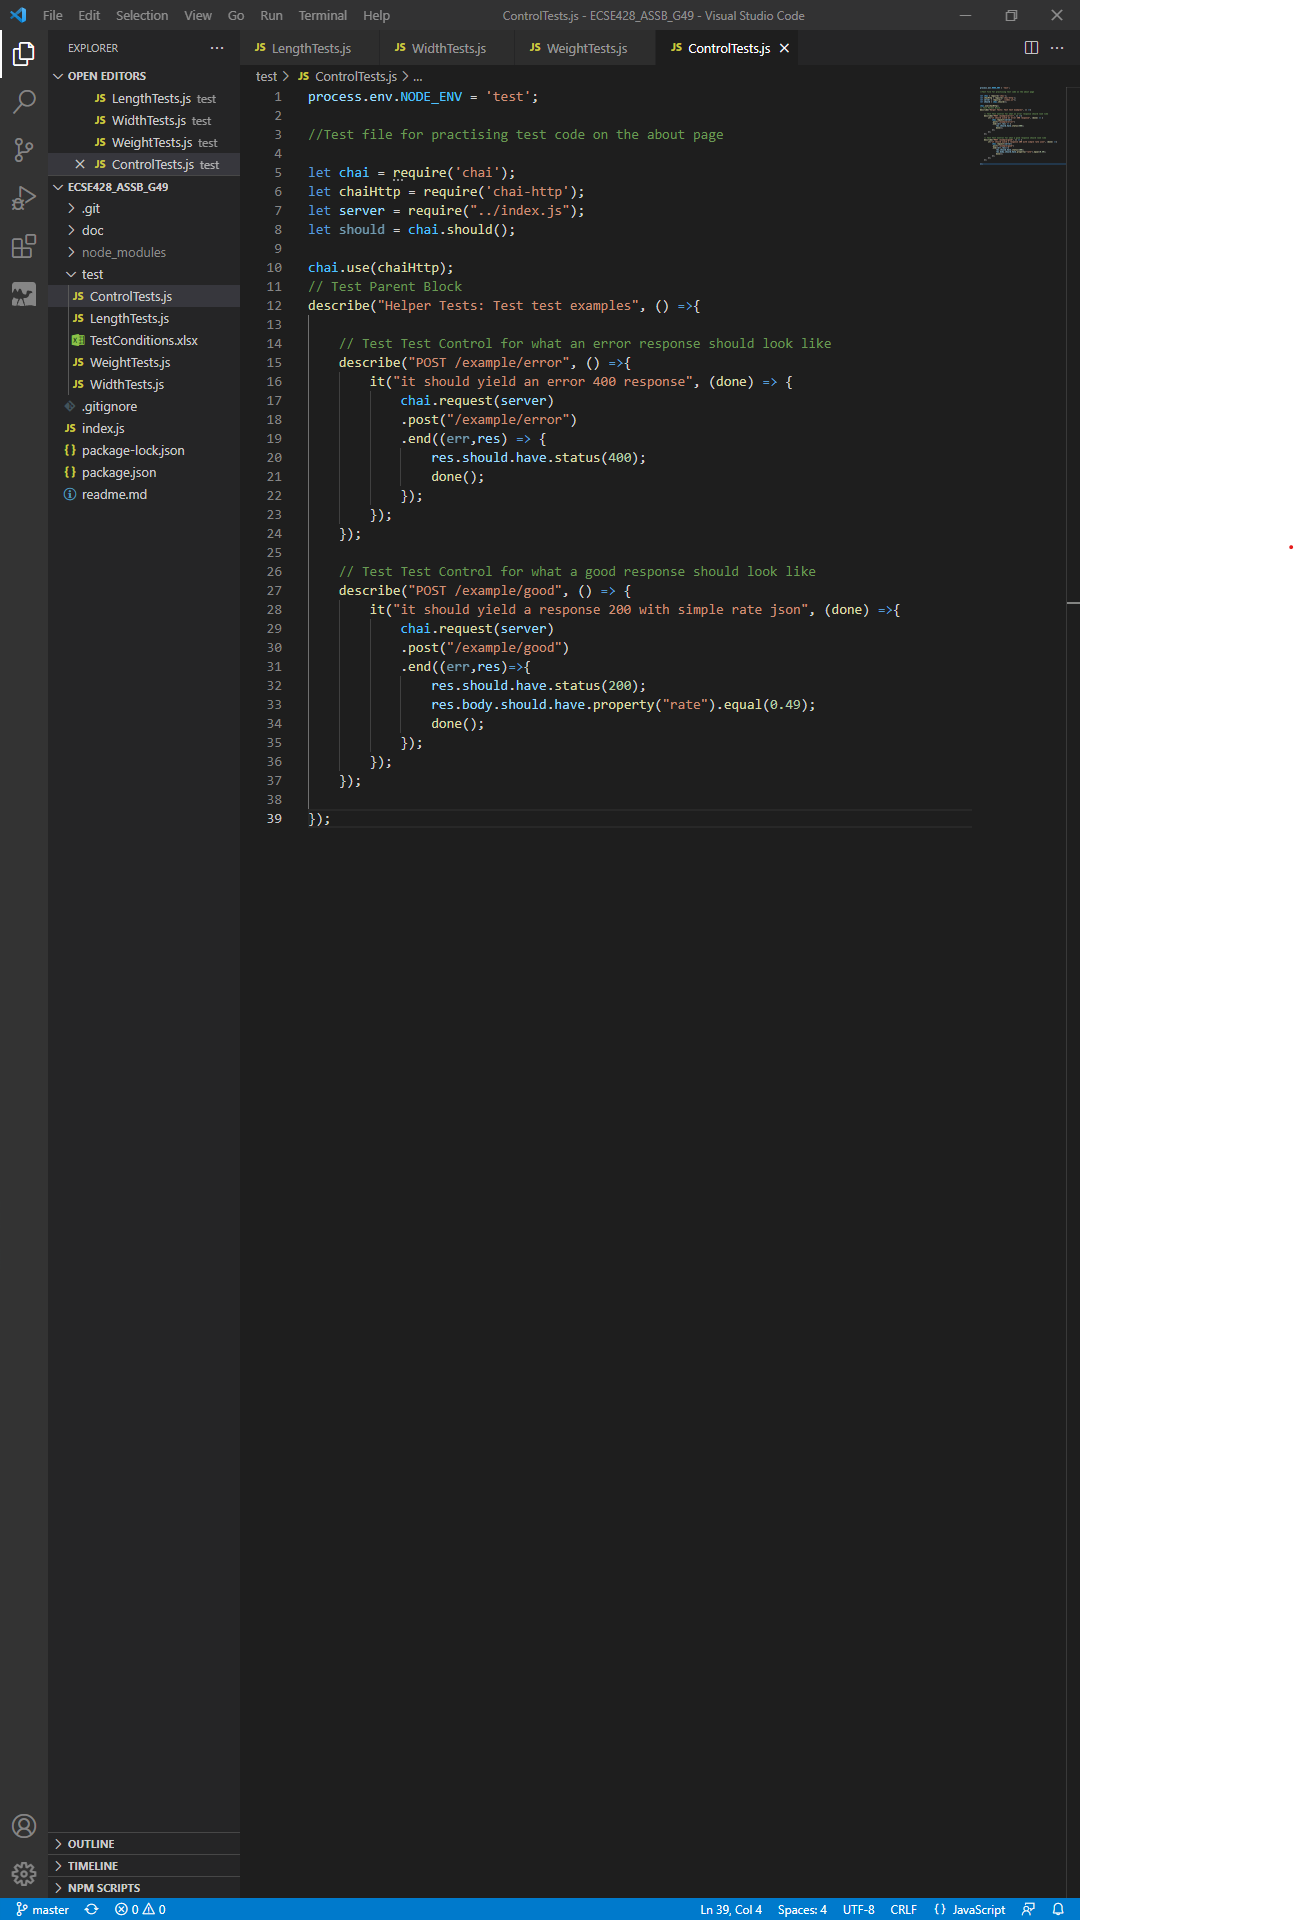 File Edit Selection View Go Run Terminal Help ControlTests.js - ECSE428_ASSB_G49 - Visual Studio Code
EXPLORER
OPEN EDITORS
JS LengthTests.js test
JS WidthTests.js test
JS WeightTests.js test
JS ControlTests.js test
ECSE428_ASSB_G49
.git
doc
node_modules
test
JS ControlTests.js
JS LengthTests.js
TestConditions.xlsx
JS WeightTests.js
JS WidthTests.js
.gitignore
JS index.js
{} package-lock.json
{} package.json
readme.md
OUTLINE
TIMELINE
NPM SCRIPTS
JS LengthTests.js JS WidthTests.js JS WeightTests.js JS ControlTests.js
test > JS ControlTests.js > ...
1 process.env.NODE_ENV = 'test';
2
3 //Test file for practising test code on the about page
4
5 let chai = require('chai');
6 let chaiHttp = require('chai-http');
7 let server = require("../index.js");
8 let should = chai.should();
9
10 chai.use(chaiHttp);
11 // Test Parent Block
12 describe("Helper Tests: Test test examples", () =>{
13
14 // Test Test Control for what an error response should look like
15 describe("POST /example/error", () =>{
16 it("it should yield an error 400 response", (done) => {
17 chai.request(server)
18 .post("/example/error")
19 .end((err,res) => {
20 res.should.have.status(400);
21 done();
22 });
23 });
24 });
25
26 // Test Test Control for what a good response should look like
27 describe("POST /example/good", () => {
28 it("it should yield a response 200 with simple rate json", (done) =>{
29 chai.request(server)
30 .post("/example/good")
31 .end((err,res)=>{
32 res.should.have.status(200);
33 res.body.should.have.property("rate").equal(0.49);
34 done();
35 });
36 });
37 });
38
39 });
master 0 0 Ln 39, Col 4 Spaces: 4 UTF-8 CRLF {} JavaScript